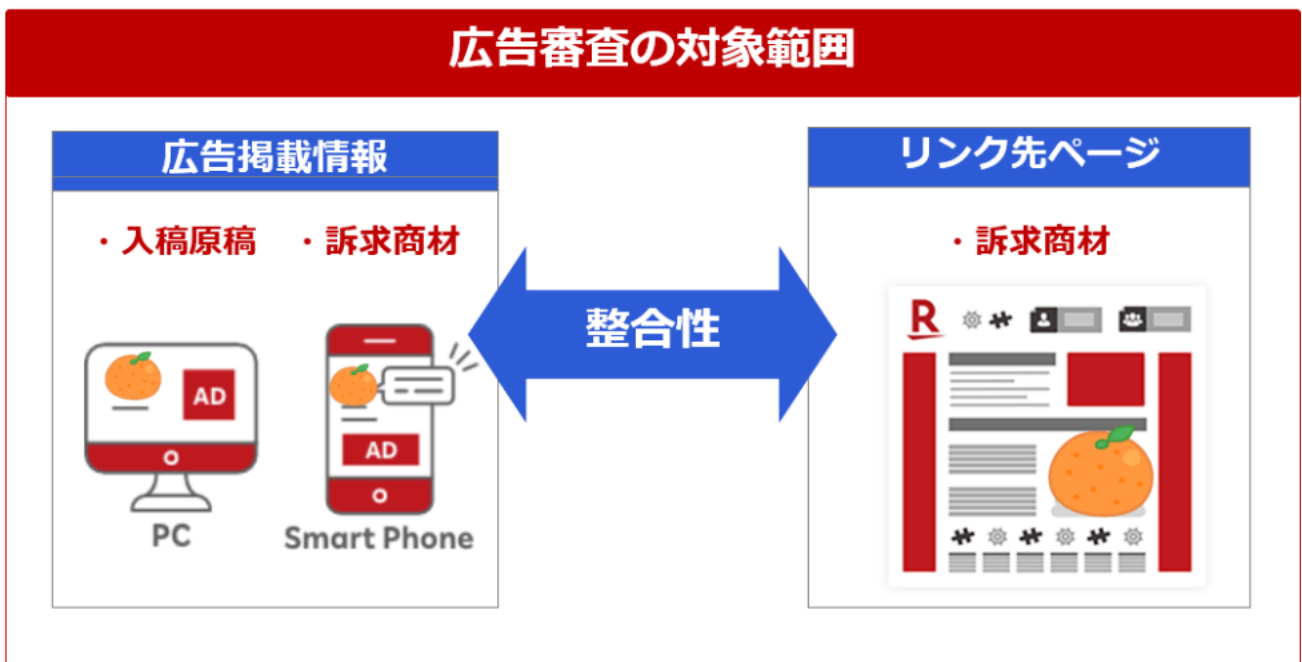 広告審査の対象範囲
広告掲載情報
・入稿原稿 ・訴求商材
AD
AD
PC
Smart Phone
整合性
リンク先ページ
・訴求商材
R